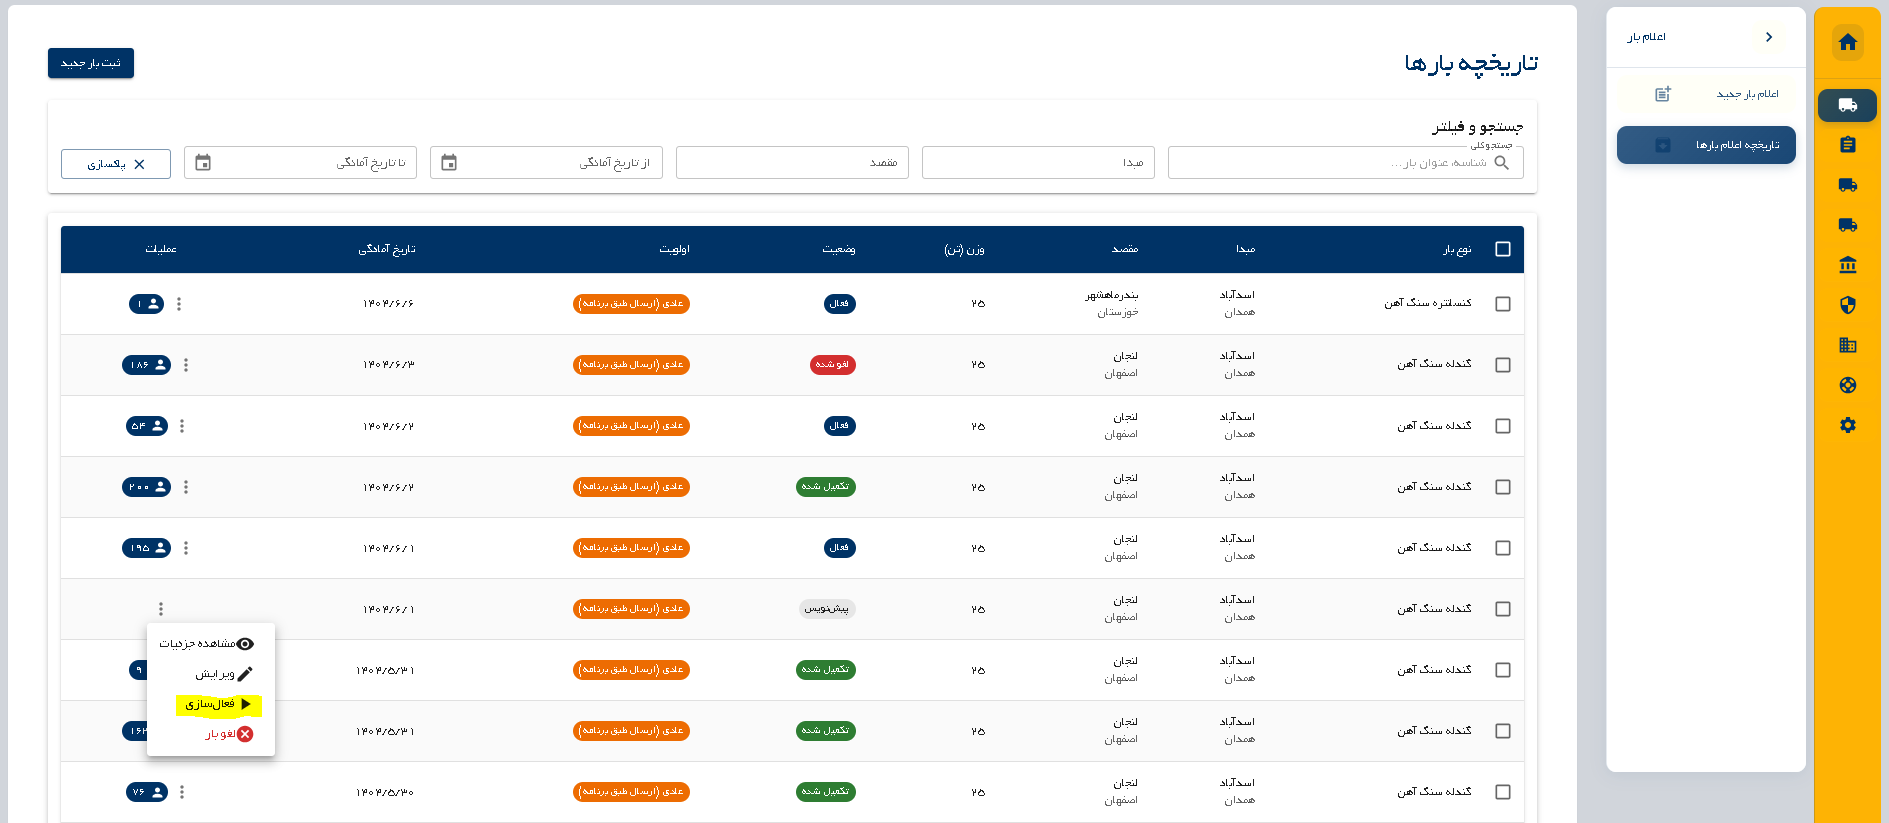 اعلام بار
اعلام بار جدید
تاریخچه اعلام بارها
تاریخچه بارها
ثبت بار جدید
جستجو و فیلتر
جستجو کلی
شناسه، عنوان بار...
مبدا
مقصد
از تاریخ آمادگی
تا تاریخ آمادگی
پاکسازی
نوع بار مبدا مقصد وزن (تن) وضعیت اولویت تاریخ آمادگی عملیات
کنسانتره سنگ آهن اسدآباد همدان بندرماهشهر خوزستان ۲۵ فعال عادی (ارسال طبق برنامه) ۱۴۰۴/۶/۶ ۱
گندله سنگ آهن اسدآباد همدان لنجان اصفهان ۲۵ لغو شده عادی (ارسال طبق برنامه) ۱۴۰۴/۶/۳ ۱۸۶
گندله سنگ آهن اسدآباد همدان لنجان اصفهان ۲۵ فعال عادی (ارسال طبق برنامه) ۱۴۰۴/۶/۲ ۵۴
گندله سنگ آهن اسدآباد همدان لنجان اصفهان ۲۵ تکمیل شده عادی (ارسال طبق برنامه) ۱۴۰۴/۶/۲ ۲۰۰
گندله سنگ آهن اسدآباد همدان لنجان اصفهان ۲۵ فعال عادی (ارسال طبق برنامه) ۱۴۰۴/۶/۱ ۱۹۵
گندله سنگ آهن اسدآباد همدان لنجان اصفهان ۲۵ پیش‌نویس عادی (ارسال طبق برنامه) ۱۴۰۴/۶/۱
مشاهده جزئیات
ویرایش
فعال‌سازی
لغو بار
گندله سنگ آهن اسدآباد همدان لنجان اصفهان ۲۵ تکمیل شده عادی (ارسال طبق برنامه) ۱۴۰۴/۵/۳۱ ۹
گندله سنگ آهن اسدآباد همدان لنجان اصفهان ۲۵ تکمیل شده عادی (ارسال طبق برنامه) ۱۴۰۴/۵/۳۱
گندله سنگ آهن اسدآباد همدان لنجان اصفهان ۲۵ تکمیل شده عادی (ارسال طبق برنامه) ۱۴۰۴/۵/۳۰ ۷۶